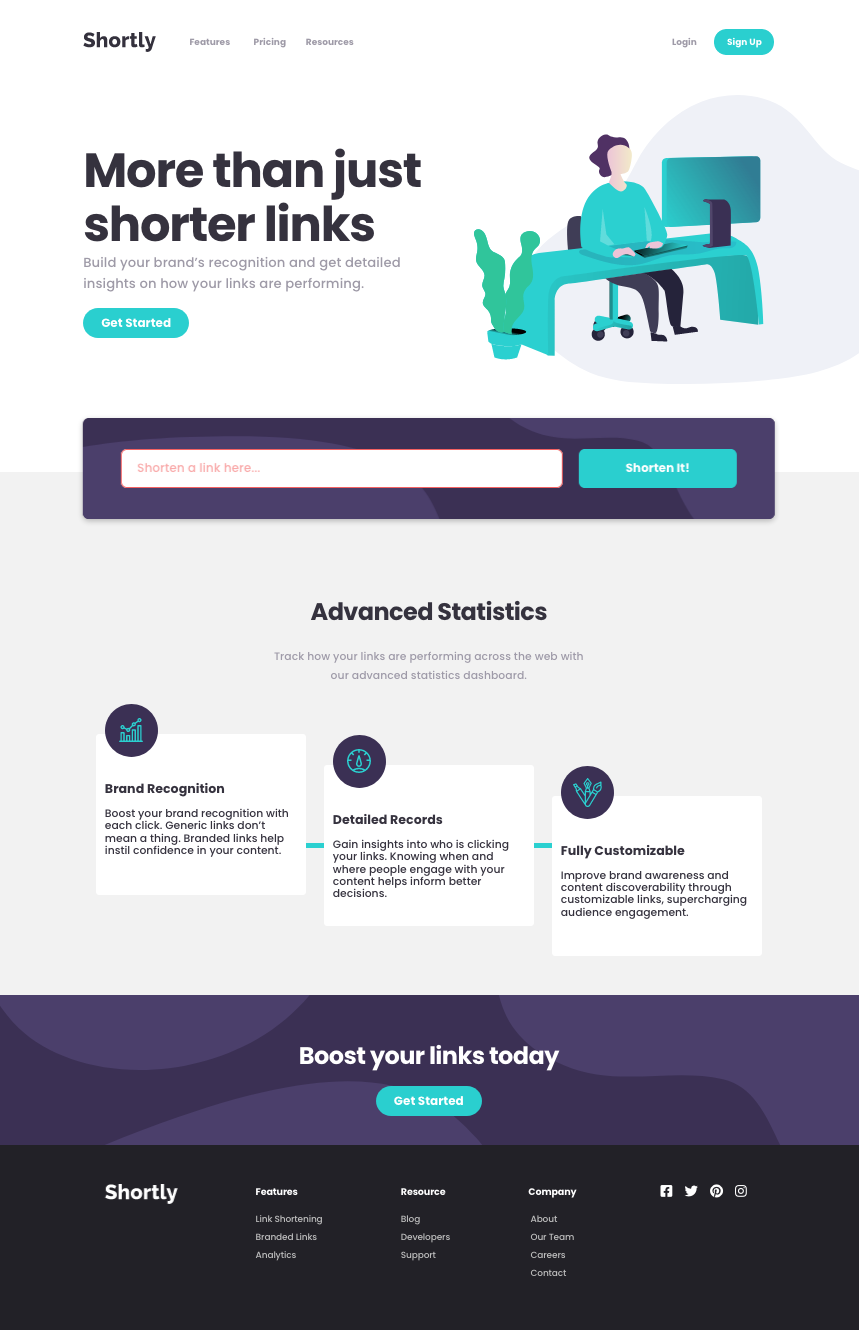 Shortly
Features Pricing Resources
Login Sign Up
More than just
shorter links
Build your brand’s recognition and get detailed
insights on how your links are performing.
Get Started
Shorten a link here...
Shorten It!
Advanced Statistics
Track how your links are performing across the web with
our advanced statistics dashboard.
Brand Recognition
Boost your brand recognition with
each click. Generic links don’t
mean a thing. Branded links help
instil confidence in your content.
Detailed Records
Gain insights into who is clicking
your links. Knowing when and
where people engage with your
content helps inform better
decisions.
Fully Customizable
Improve brand awareness and
content discoverability through
customizable links, supercharging
audience engagement.
Boost your links today
Get Started
Shortly
Features
Link Shortening
Branded Links
Analytics
Resource
Blog
Developers
Support
Company
About
Our Team
Careers
Contact